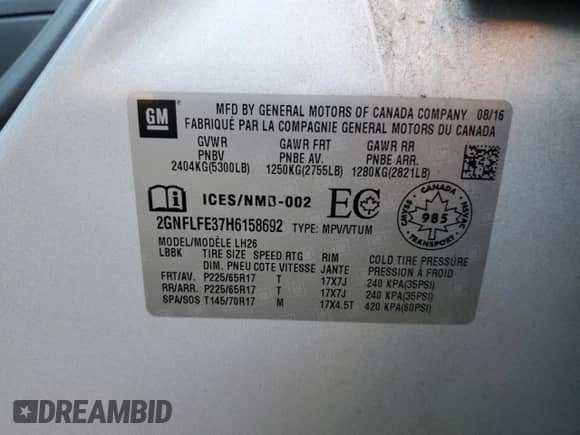 GM
MFD BY GENERAL MOTORS OF CANADA COMPANY 08/16
FABRIQUÉ PAR LA COMPAGNIE GENERAL MOTORS DU CANADA
GVWR GAWR FRT GAWR RR
PNBV PNBE AV. PNBE ARR.
2404KG(5300LB) 1250KG(2755LB) 1280KG(2821LB)
ICES/NMB-002 EC
CANADA
CMVSS NSVAC
985
2GNFLFE37H6158692 TYPE: MPV/VTUM
MODEL/MODÈLE LH26
LBBK TIRE SIZE SPEED RTG RIM COLD TIRE PRESSURE
DIM. PNEU COTE VITESSE JANTE PRESSION À FROID
FRT/AV. P225/65R17 T 17X7J 240 KPA(35PSI)
RR/ARR. P225/65R17 T 17X7J 240 KPA(35PSI)
SPA/SOS T145/70R17 M 17X4.5T 420 KPA(60PSI)
DREAMBID